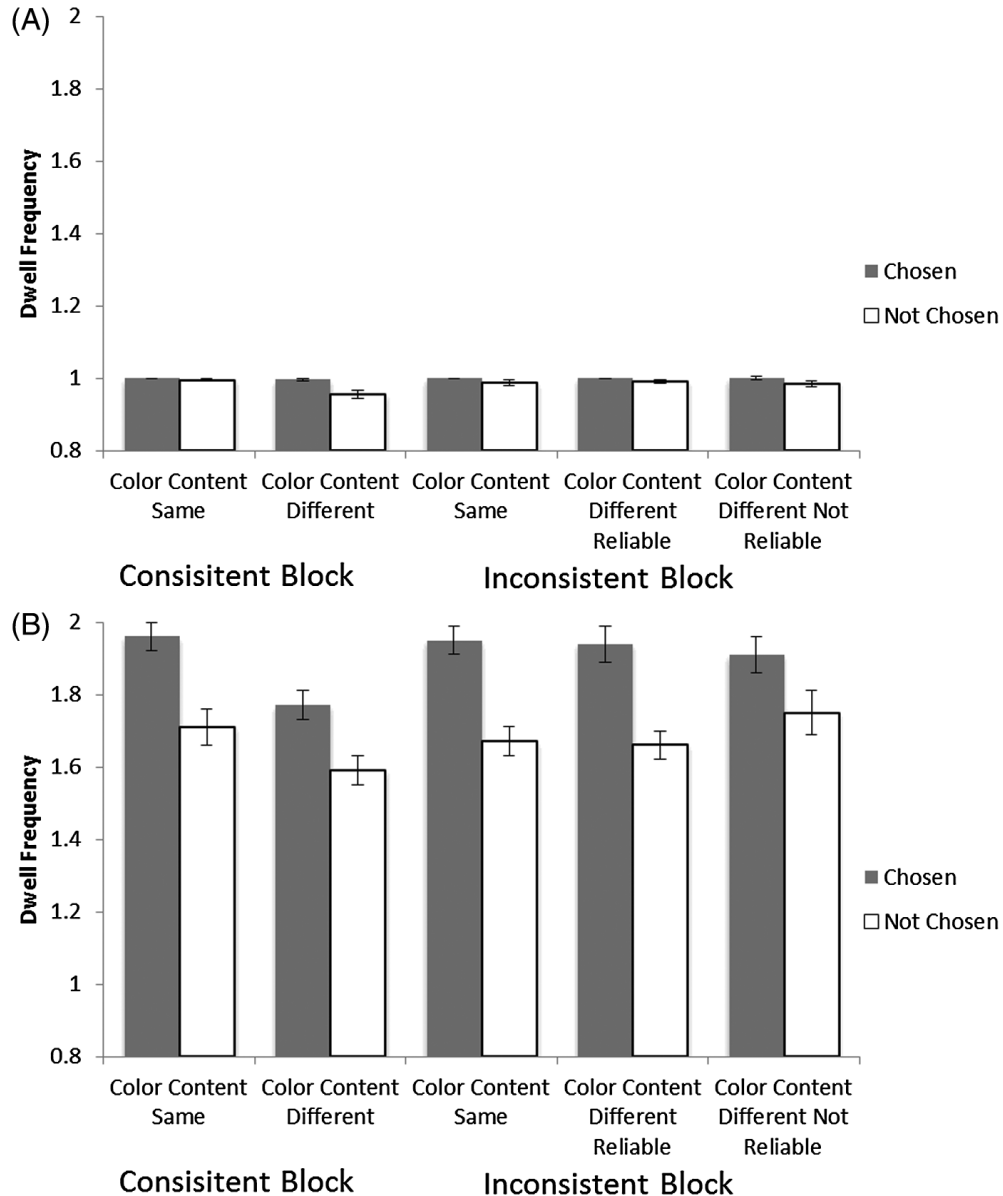 (A)
2
1.8
1.6
1.4
1.2
1
0.8
Dwell Frequency
Chosen
Not Chosen
Color Content
Same
Color Content
Different
Color Content
Same
Color Content
Different
Reliable
Color Content
Different Not
Reliable
Consisitent Block
Inconsistent Block
(B)
2
1.8
1.6
1.4
1.2
1
0.8
Dwell Frequency
Chosen
Not Chosen
Color Content
Same
Color Content
Different
Color Content
Same
Color Content
Different
Reliable
Color Content
Different Not
Reliable
Consisitent Block
Inconsistent Block